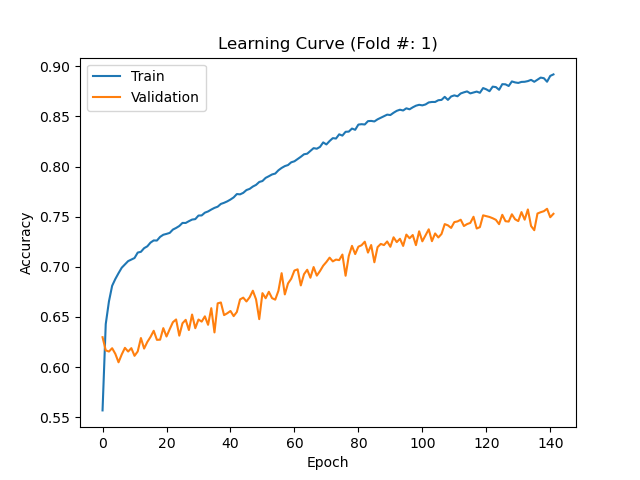 Learning Curve (Fold #: 1)
Train
Validation
Accuracy
0.90
0.85
0.80
0.75
0.70
0.65
0.60
0.55
0 20 40 60 80 100 120 140
Epoch